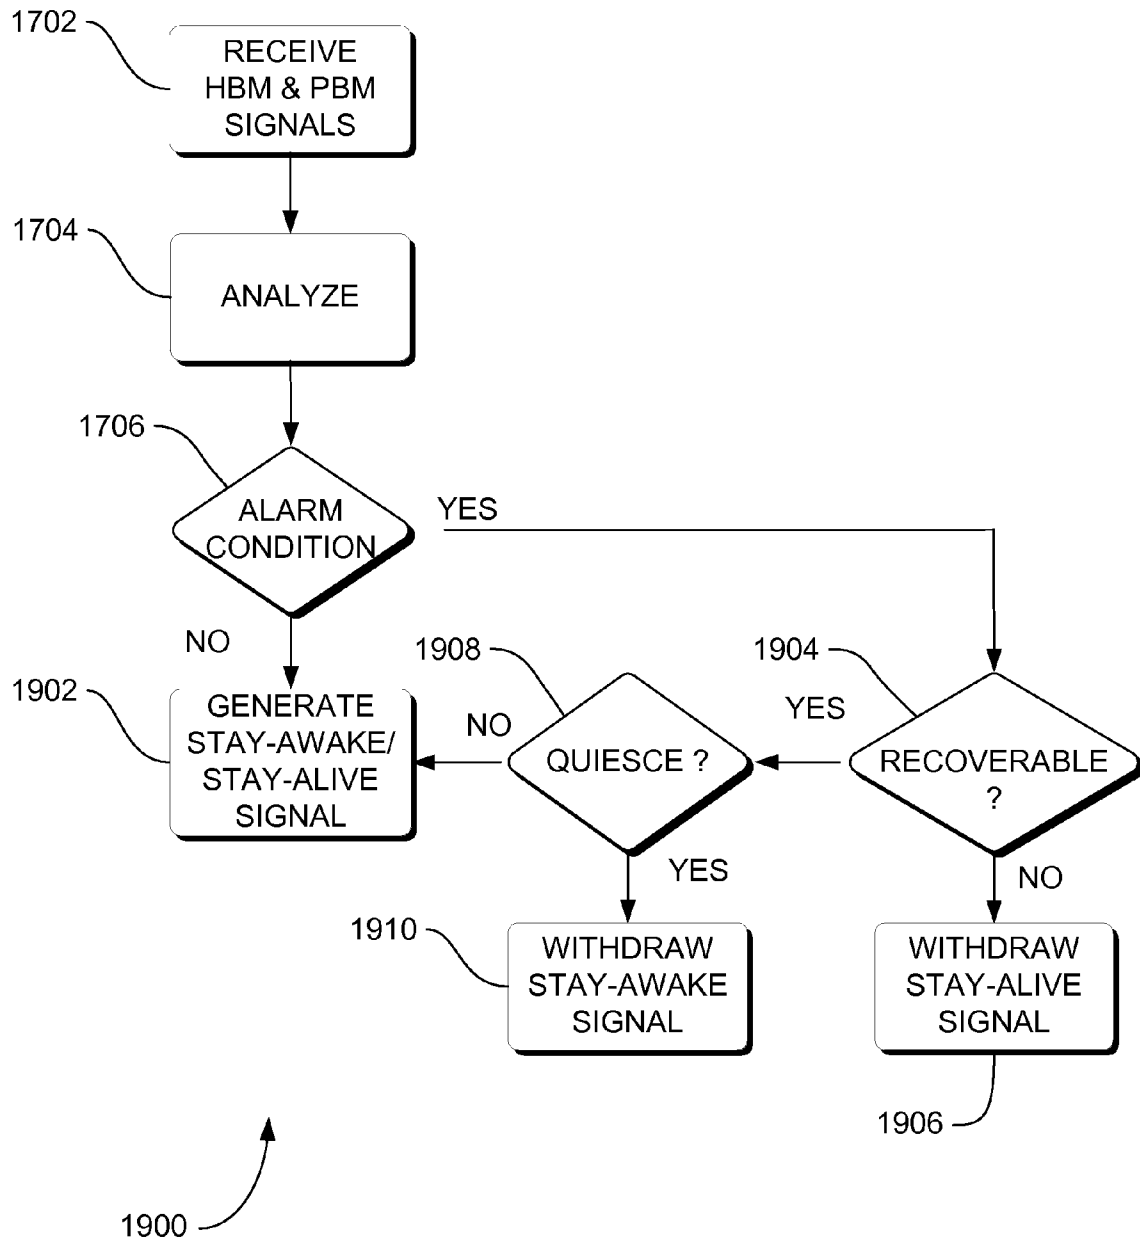 1702
RECEIVE
HBM & PBM
SIGNALS
1704
ANALYZE
1706
ALARM
CONDITION
YES
NO
1902
GENERATE
STAY-AWAKE/
STAY-ALIVE
SIGNAL
1908
QUIESCE ?
NO
YES
1904
RECOVERABLE
?
YES
NO
1910
WITHDRAW
STAY-AWAKE
SIGNAL
WITHDRAW
STAY-ALIVE
SIGNAL
1906
1900